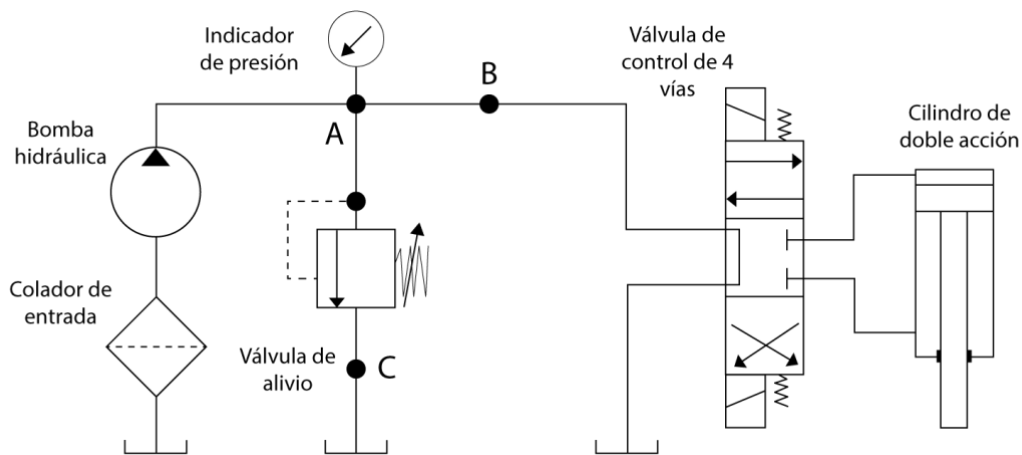 Indicador
de presión
Válvula de
control de 4
vías
B
A
Cilindro de
doble acción
Bomba
hidráulica
Colador de
entrada
Válvula de
alivio
C